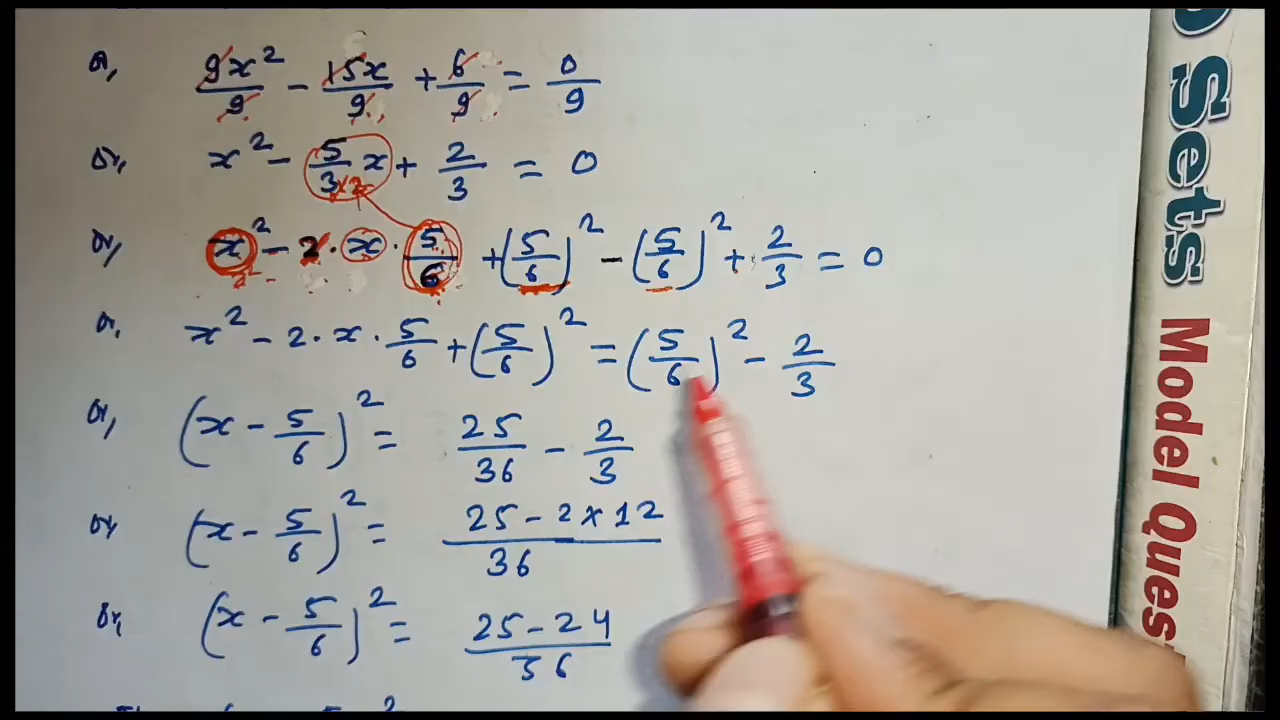 or, 9x²/9 - 15x/9 + 6/9 = 0/9
or, x² - 5/3 x + 2/3 = 0
×2
or, x² - 2·x·5/6 + (5/6)² - (5/6)² + 2/3 = 0
or, x² - 2·x·5/6 + (5/6)² = (5/6)² - 2/3
or, (x - 5/6)² = 25/36 - 2/3
or, (x - 5/6)² = 25 - 2×12/36
or, (x - 5/6)² = 25 - 24/36
Sets
Model Ques